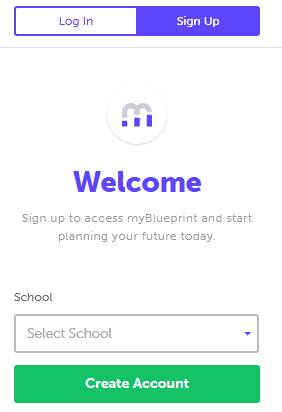 Log In
Sign Up
Welcome
Sign up to access myBlueprint and start
planning your future today.
School
Select School
Create Account